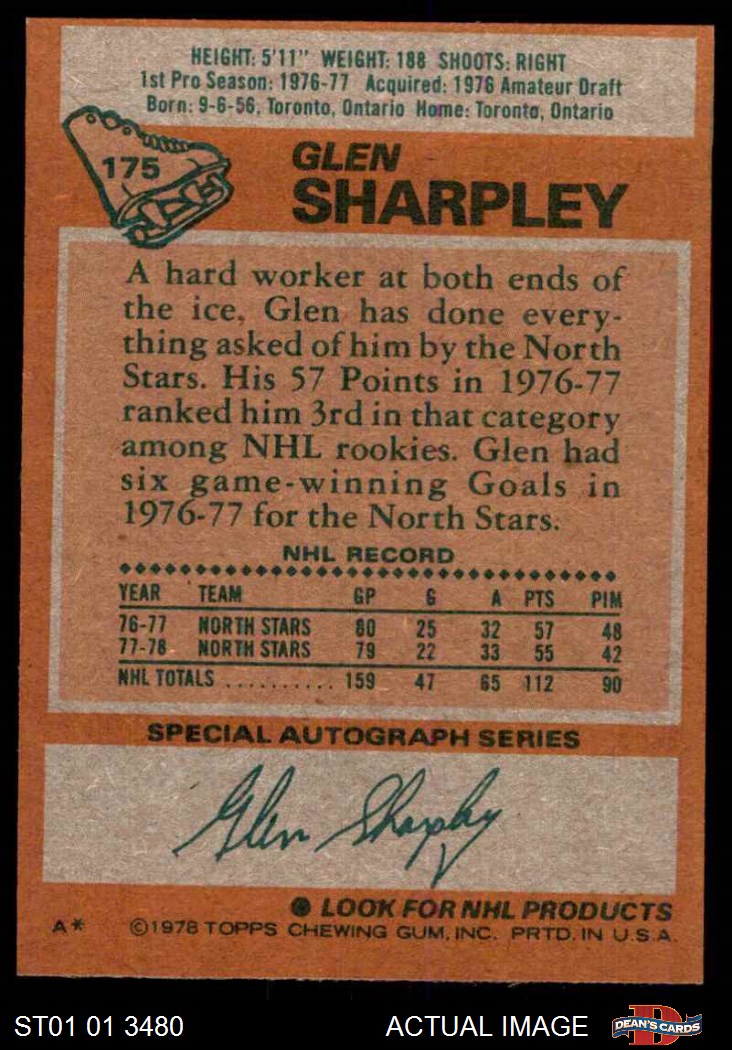 HEIGHT: 5'11" WEIGHT: 188 SHOOTS: RIGHT
1st Pro Season: 1976-77 Acquired: 1976 Amateur Draft
Born: 9-6-56, Toronto, Ontario Home: Toronto, Ontario
175
GLEN
SHARPLEY
A hard worker at both ends of
the ice, Glen has done every-
thing asked of him by the North
Stars. His 57 Points in 1976-77
ranked him 3rd in that category
among NHL rookies. Glen had
six game-winning Goals in
1976-77 for the North Stars.
NHL RECORD
YEAR TEAM GP G A PTS PIM
76-77 NORTH STARS 80 25 32 57 48
77-78 NORTH STARS 79 22 33 55 42
NHL TOTALS .......... 159 47 65 112 90
SPECIAL AUTOGRAPH SERIES
Glen Sharpley
LOOK FOR NHL PRODUCTS
A* ©1978 TOPPS CHEWING GUM, INC. PRTD. IN U.S.A.
ST01 01 3480 ACTUAL IMAGE DEAN'S CARDS